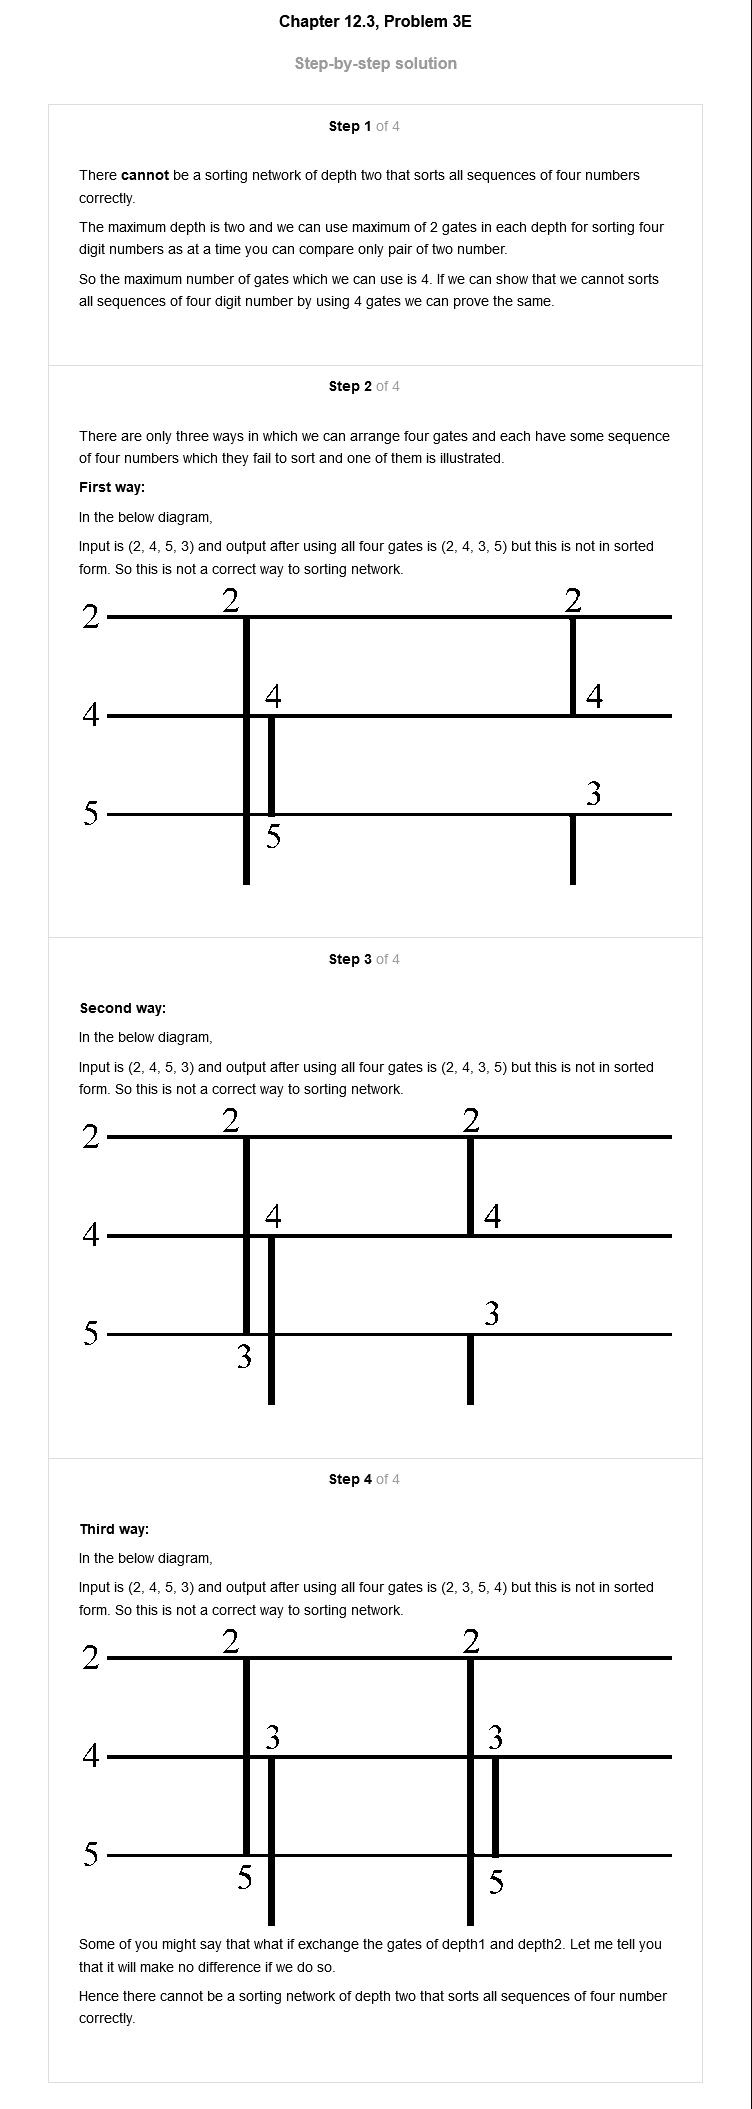 Chapter 12.3, Problem 3E
Step-by-step solution
Step 1 of 4
There cannot be a sorting network of depth two that sorts all sequences of four numbers
correctly.
The maximum depth is two and we can use maximum of 2 gates in each depth for sorting four
digit numbers as at a time you can compare only pair of two number.
So the maximum number of gates which we can use is 4. If we can show that we cannot sorts
all sequences of four digit number by using 4 gates we can prove the same.
Step 2 of 4
There are only three ways in which we can arrange four gates and each have some sequence
of four numbers which they fail to sort and one of them is illustrated.
First way:
In the below diagram,
Input is (2, 4, 5, 3) and output after using all four gates is (2, 4, 3, 5) but this is not in sorted
form. So this is not a correct way to sorting network.
2 2 2
4 4 4
5 5 3
Step 3 of 4
Second way:
In the below diagram,
Input is (2, 4, 5, 3) and output after using all four gates is (2, 4, 3, 5) but this is not in sorted
form. So this is not a correct way to sorting network.
2 2 2
4 4 4
5 3 3
Step 4 of 4
Third way:
In the below diagram,
Input is (2, 4, 5, 3) and output after using all four gates is (2, 3, 5, 4) but this is not in sorted
form. So this is not a correct way to sorting network.
2 2 2
4 3 3
5 5 5
Some of you might say that what if exchange the gates of depth1 and depth2. Let me tell you
that it will make no difference if we do so.
Hence there cannot be a sorting network of depth two that sorts all sequences of four number
correctly.